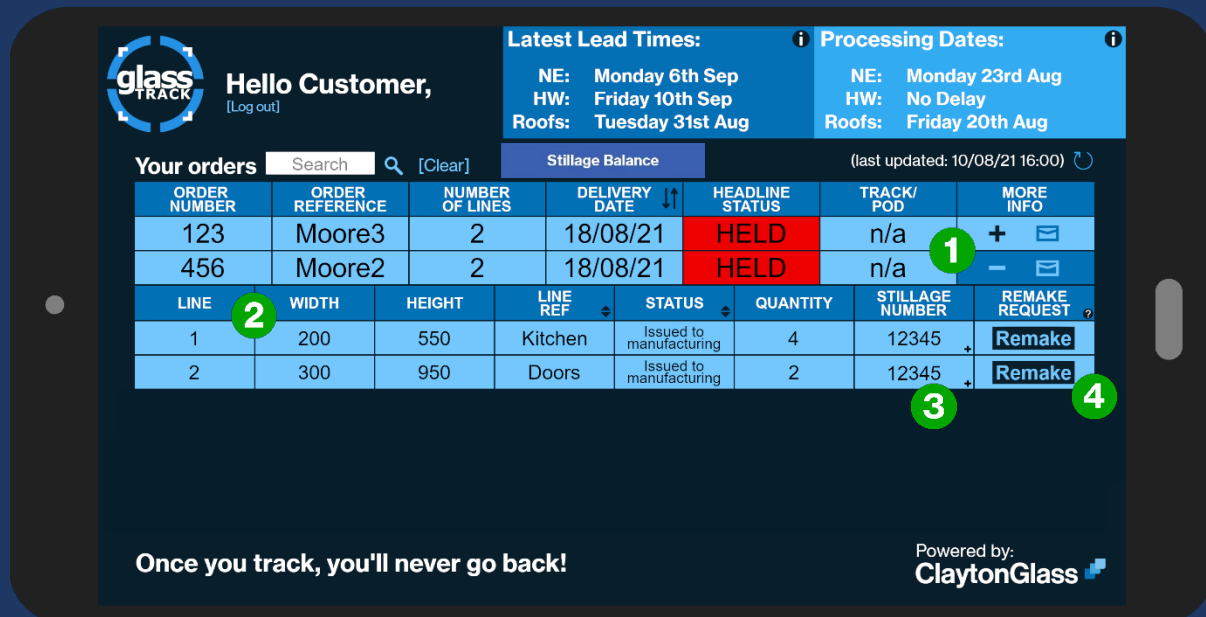 glass
TRACK
Hello Customer,
[Log out]
Latest Lead Times: i
NE: Monday 6th Sep
HW: Friday 10th Sep
Roofs: Tuesday 31st Aug
Processing Dates: i
NE: Monday 23rd Aug
HW: No Delay
Roofs: Friday 20th Aug
Your orders Search [Clear] Stillage Balance (last updated: 10/08/21 16:00)
ORDER NUMBER ORDER REFERENCE NUMBER OF LINES DELIVERY DATE HEADLINE STATUS TRACK/ POD MORE INFO
123 Moore3 2 18/08/21 HELD n/a +
1
456 Moore2 2 18/08/21 HELD n/a −
LINE WIDTH HEIGHT LINE REF STATUS QUANTITY STILLAGE NUMBER REMAKE REQUEST ?
2
1 200 550 Kitchen Issued to manufacturing 4 12345 + Remake
2 300 950 Doors Issued to manufacturing 2 12345 + Remake
3
4
Once you track, you'll never go back!
Powered by:
ClaytonGlass